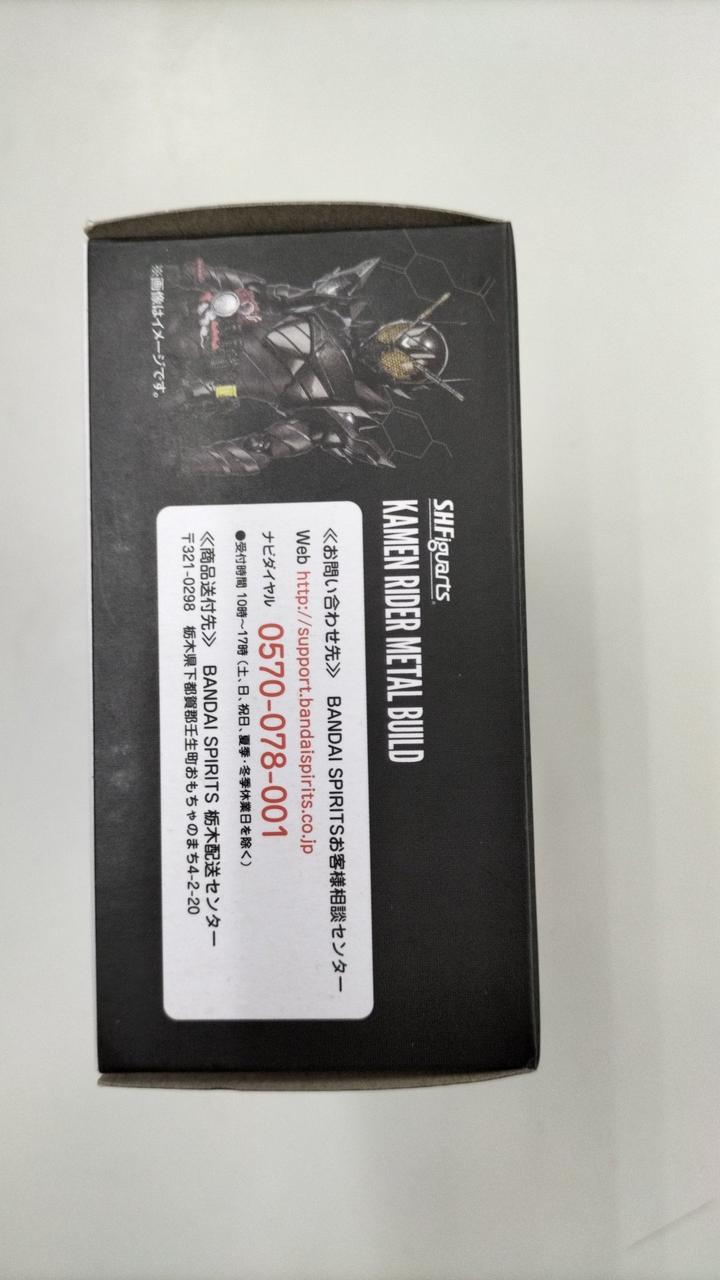 S.H.Figuarts
KAMEN RIDER METAL BUILD
≪お問い合わせ先≫ BANDAI SPIRITSお客様相談センター
Web http://support.bandaispirits.co.jp
ナビダイヤル 0570-078-001
●受付時間 10時～17時(土、日、祝日、夏季・冬季休業日を除く)
≪商品送付先≫ BANDAI SPIRITS 栃木配送センター
〒321-0298 栃木県下都賀郡壬生町おもちゃのまち4-2-20
※画像はイメージです。